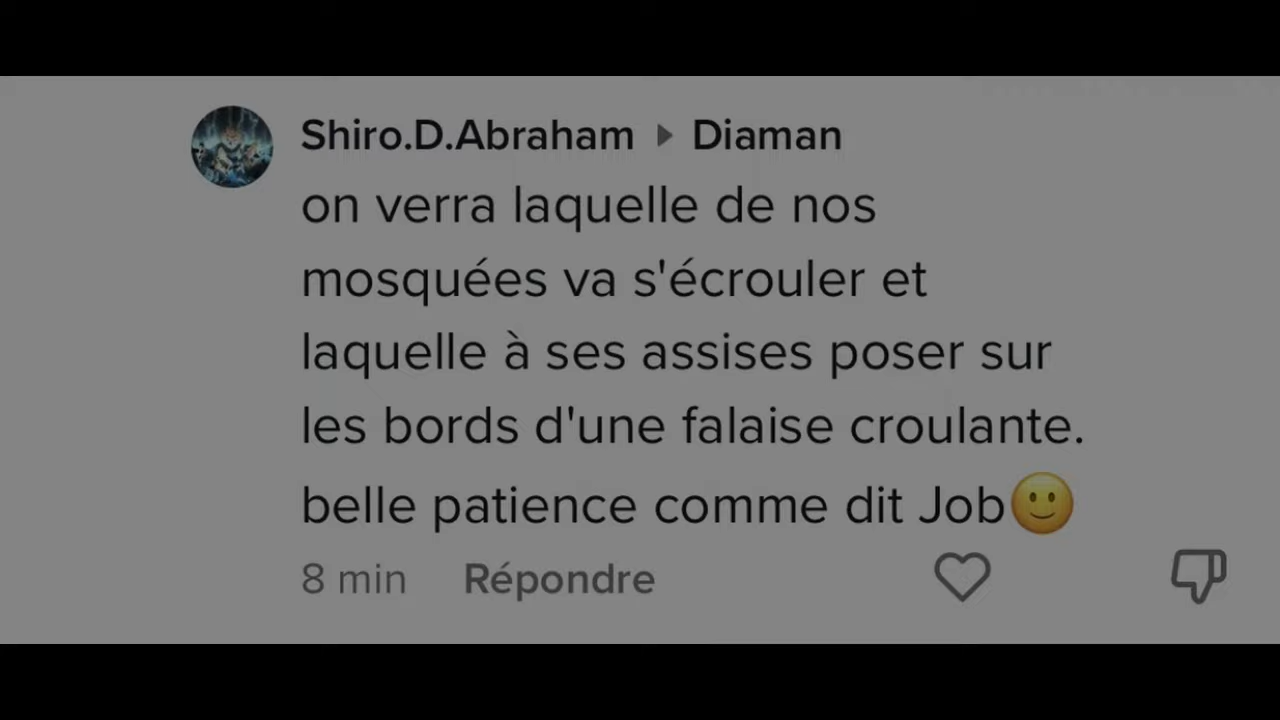 Shiro.D.Abraham ▸ Diaman
on verra laquelle de nos
mosquées va s'écrouler et
laquelle à ses assises poser sur
les bords d'une falaise croulante.
belle patience comme dit Job🙂
8 min Répondre